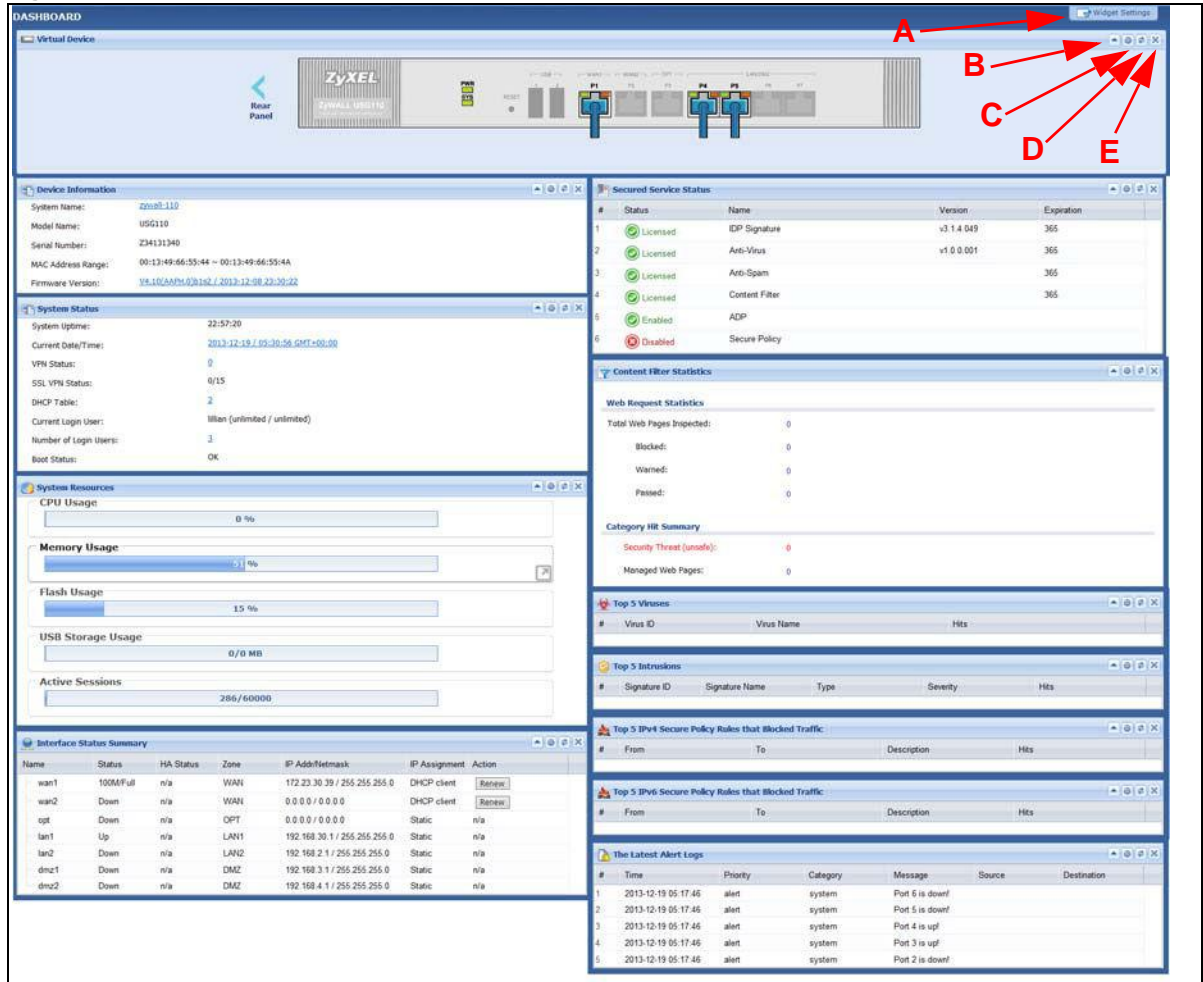 DASHBOARD
Widget Settings
A
Virtual Device
B
C
D
E
Rear
Panel
ZyXEL
ZyWALL USG110
PWR
SYS
RESET
USB
P1
P4
P5
Device Information
System Name: zywall-110
Model Name: USG110
Serial Number: Z34131340
MAC Address Range: 00:13:49:66:55:44 ~ 00:13:49:66:55:4A
Firmware Version: V4.10(AAPH.0)b1s2 / 2013-12-08 23:30:22
System Status
System Uptime: 22:57:20
Current Date/Time: 2013-12-19 / 05:30:56 GMT+00:00
VPN Status: 0
SSL VPN Status: 0/15
DHCP Table: 2
Current Login User: lillian (unlimited / unlimited)
Number of Login Users: 3
Boot Status: OK
System Resources
CPU Usage
0 %
Memory Usage
51 %
Flash Usage
15 %
USB Storage Usage
0/0 MB
Active Sessions
286/60000
Interface Status Summary
Name Status HA Status Zone IP Addr/Netmask IP Assignment Action
wan1 100M/Full n/a WAN 172.23.30.39 / 255.255.255.0 DHCP client Renew
wan2 Down n/a WAN 0.0.0.0 / 0.0.0.0 DHCP client Renew
opt Down n/a OPT 0.0.0.0 / 0.0.0.0 Static n/a
lan1 Up n/a LAN1 192.168.30.1 / 255.255.255.0 Static n/a
lan2 Down n/a LAN2 192.168.2.1 / 255.255.255.0 Static n/a
dmz1 Down n/a DMZ 192.168.3.1 / 255.255.255.0 Static n/a
dmz2 Down n/a DMZ 192.168.4.1 / 255.255.255.0 Static n/a
Secured Service Status
# Status Name Version Expiration
1 Licensed IDP Signature v3.1.4.049 365
2 Licensed Anti-Virus v1.0.0.001 365
3 Licensed Anti-Spam 365
4 Licensed Content Filter 365
5 Enabled ADP
6 Disabled Secure Policy
Content Filter Statistics
Web Request Statistics
Total Web Pages Inspected: 0
Blocked: 0
Warned: 0
Passed: 0
Category Hit Summary
Security Threat (unsafe): 0
Managed Web Pages: 0
Top 5 Viruses
# Virus ID Virus Name Hits
Top 5 Intrusions
# Signature ID Signature Name Type Severity Hits
Top 5 IPv4 Secure Policy Rules that Blocked Traffic
# From To Description Hits
Top 5 IPv6 Secure Policy Rules that Blocked Traffic
# From To Description Hits
The Latest Alert Logs
# Time Priority Category Message Source Destination
1 2013-12-19 05:17:46 alert system Port 6 is down!
2 2013-12-19 05:17:46 alert system Port 5 is down!
3 2013-12-19 05:17:46 alert system Port 4 is up!
4 2013-12-19 05:17:46 alert system Port 3 is up!
5 2013-12-19 05:17:46 alert system Port 2 is down!